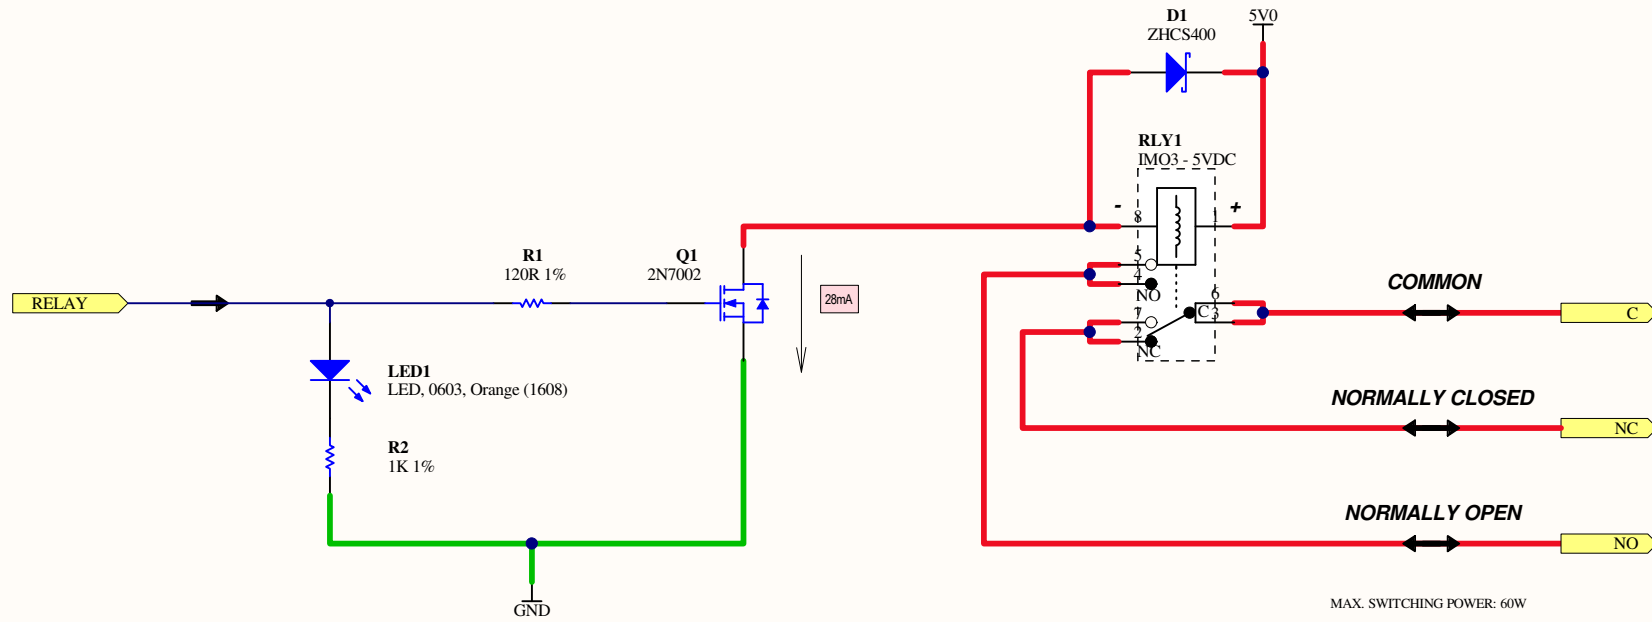 D1
ZHCS400
5V0
RLY1
IMO3 - 5VDC
-
+
8
1
5
4
NO
6
C
3
7
2
NC
RELAY
R1
120R 1%
Q1
2N7002
28mA
LED1
LED, 0603, Orange (1608)
R2
1K 1%
GND
COMMON
C
NORMALLY CLOSED
NC
NORMALLY OPEN
NO
MAX. SWITCHING POWER: 60W